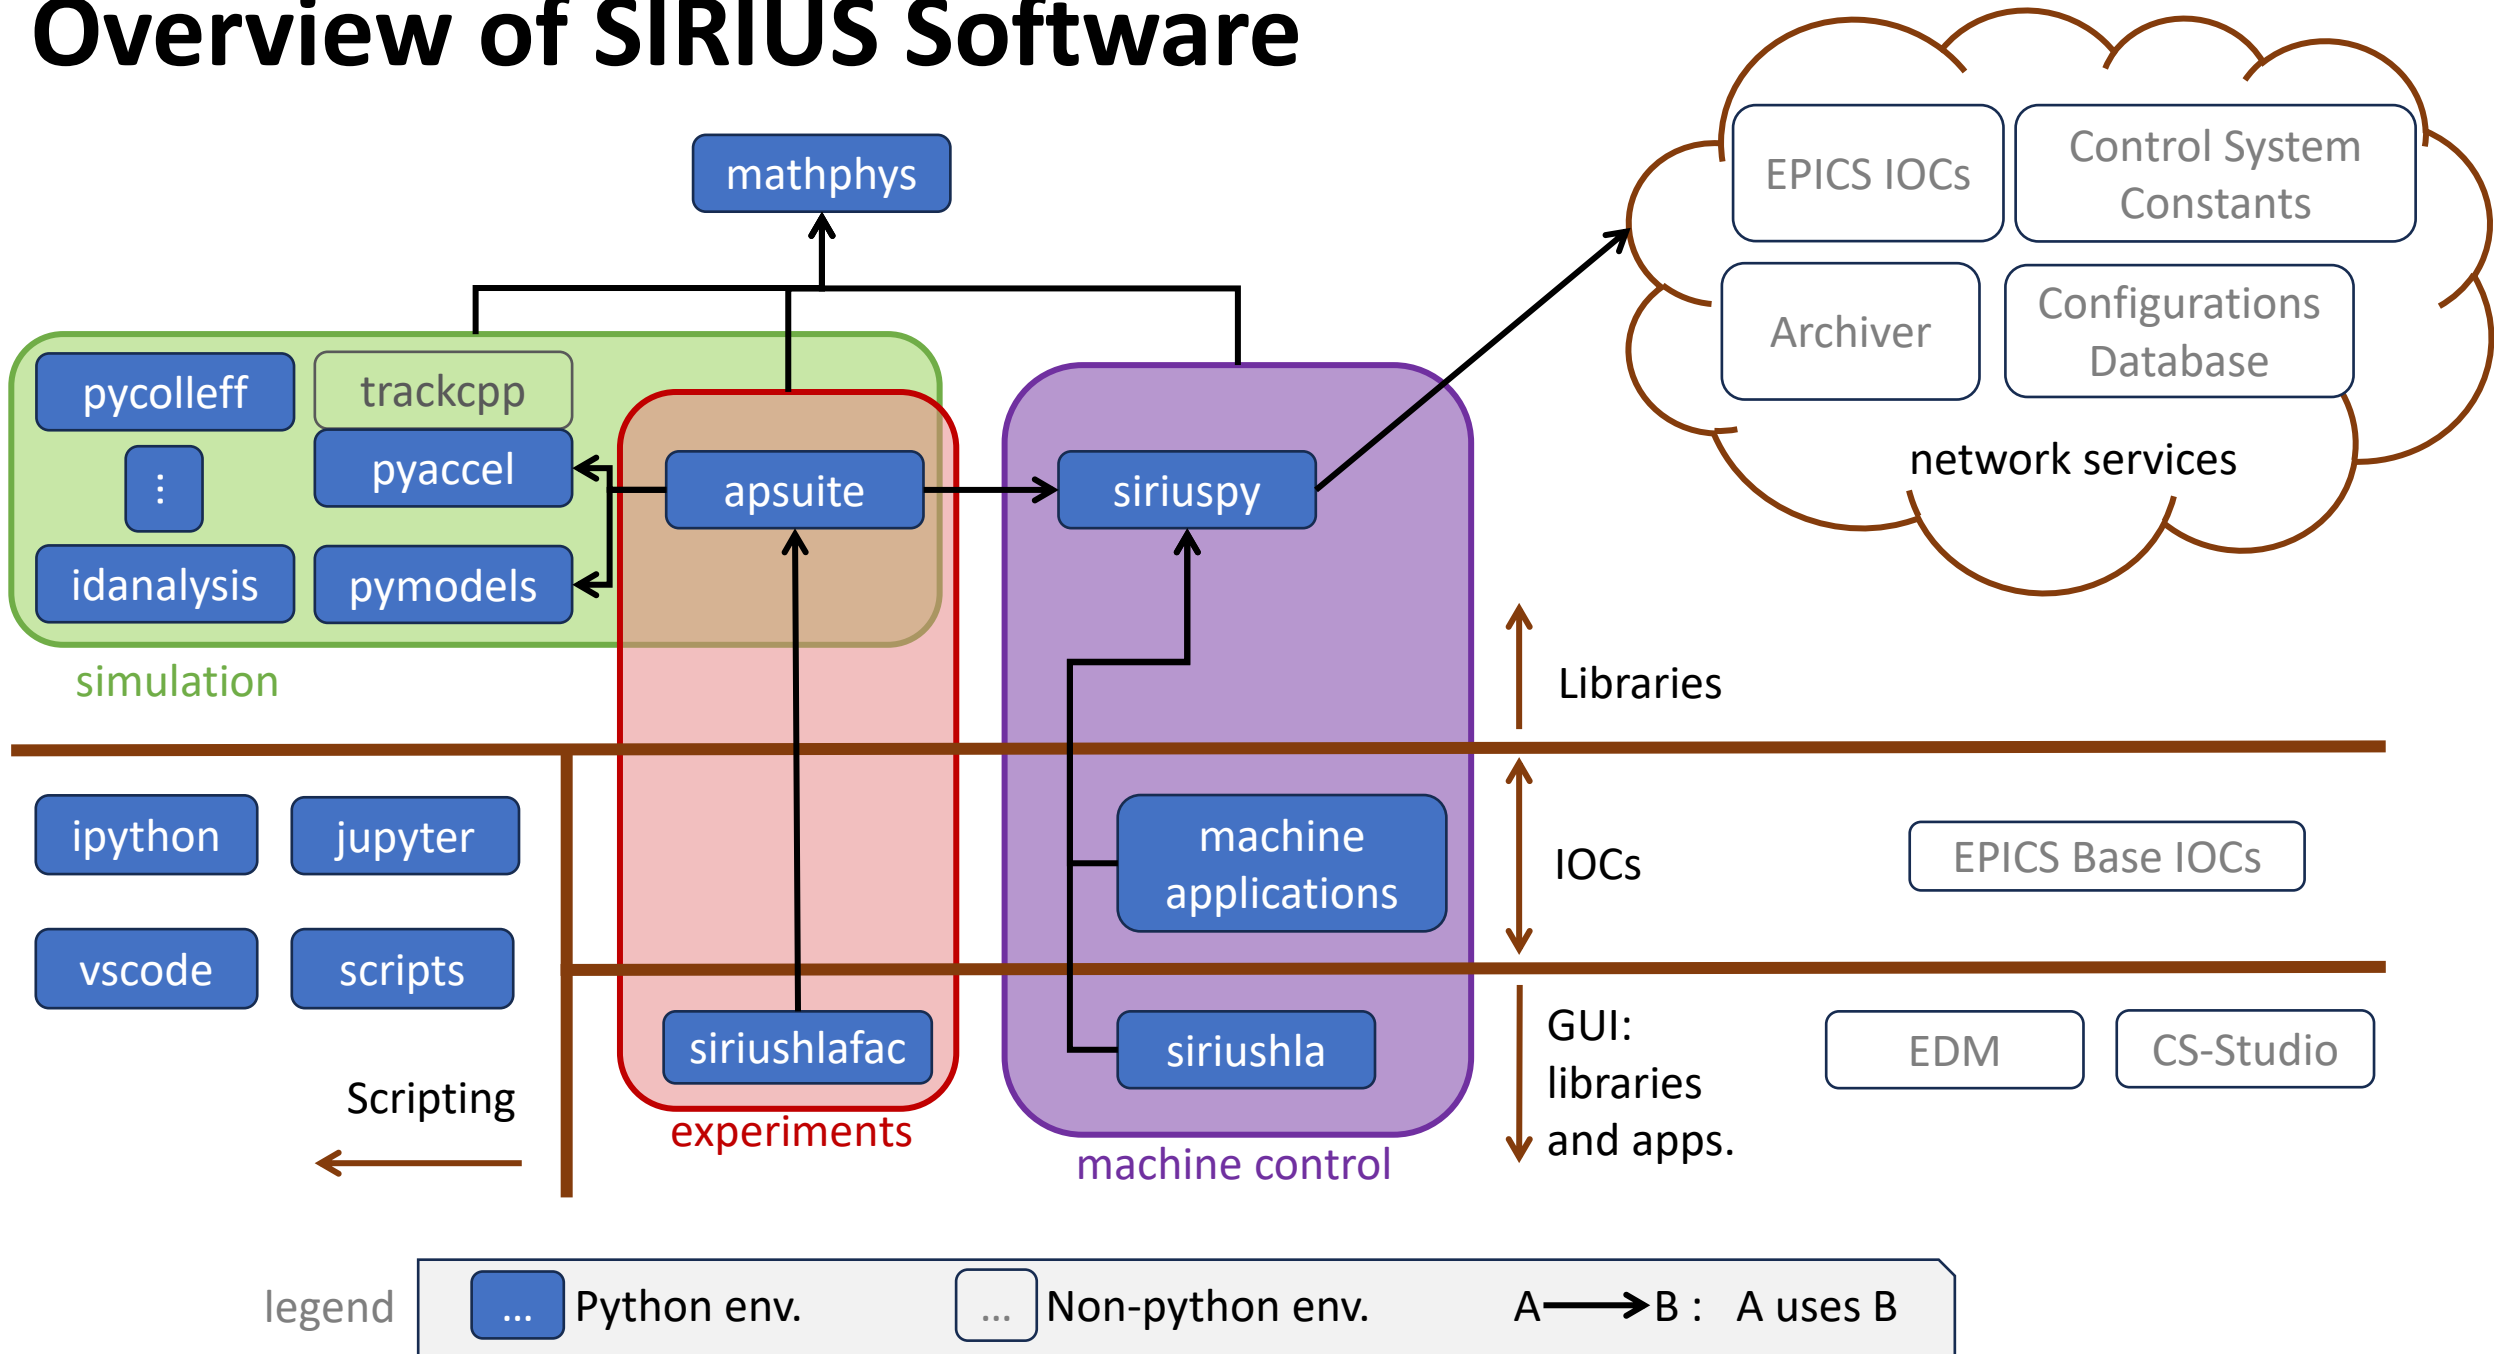 Overview of SIRIUS Software
mathphys
EPICS IOCs
Control System
Constants
Archiver
Configurations
Database
network services
pycolleff
trackcpp
pyaccel
⋮
idanalysis
pymodels
apsuite
siriuspy
simulation
Libraries
ipython
jupyter
vscode
scripts
Scripting
machine
applications
IOCs
EPICS Base IOCs
siriushlafac
siriushla
experiments
machine control
GUI:
libraries
and apps.
EDM
CS-Studio
legend
... Python env.
... Non-python env.
A B : A uses B